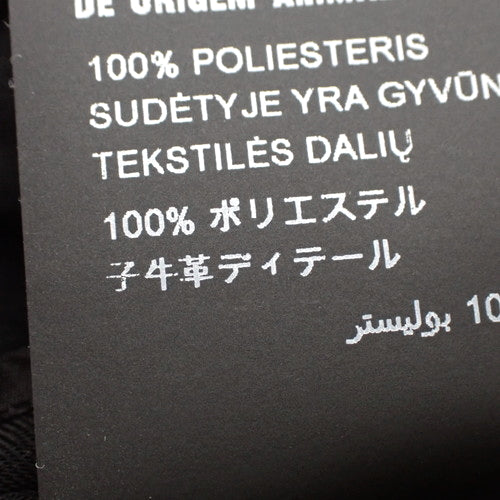 DE ORIGEM ANIMAL
100% POLIESTERIS
SUDĖTYJE YRA GYVŪN
TEKSTILĖS DALIŲ
100% ポリエステル
子牛革ディテール
10 بوليستر